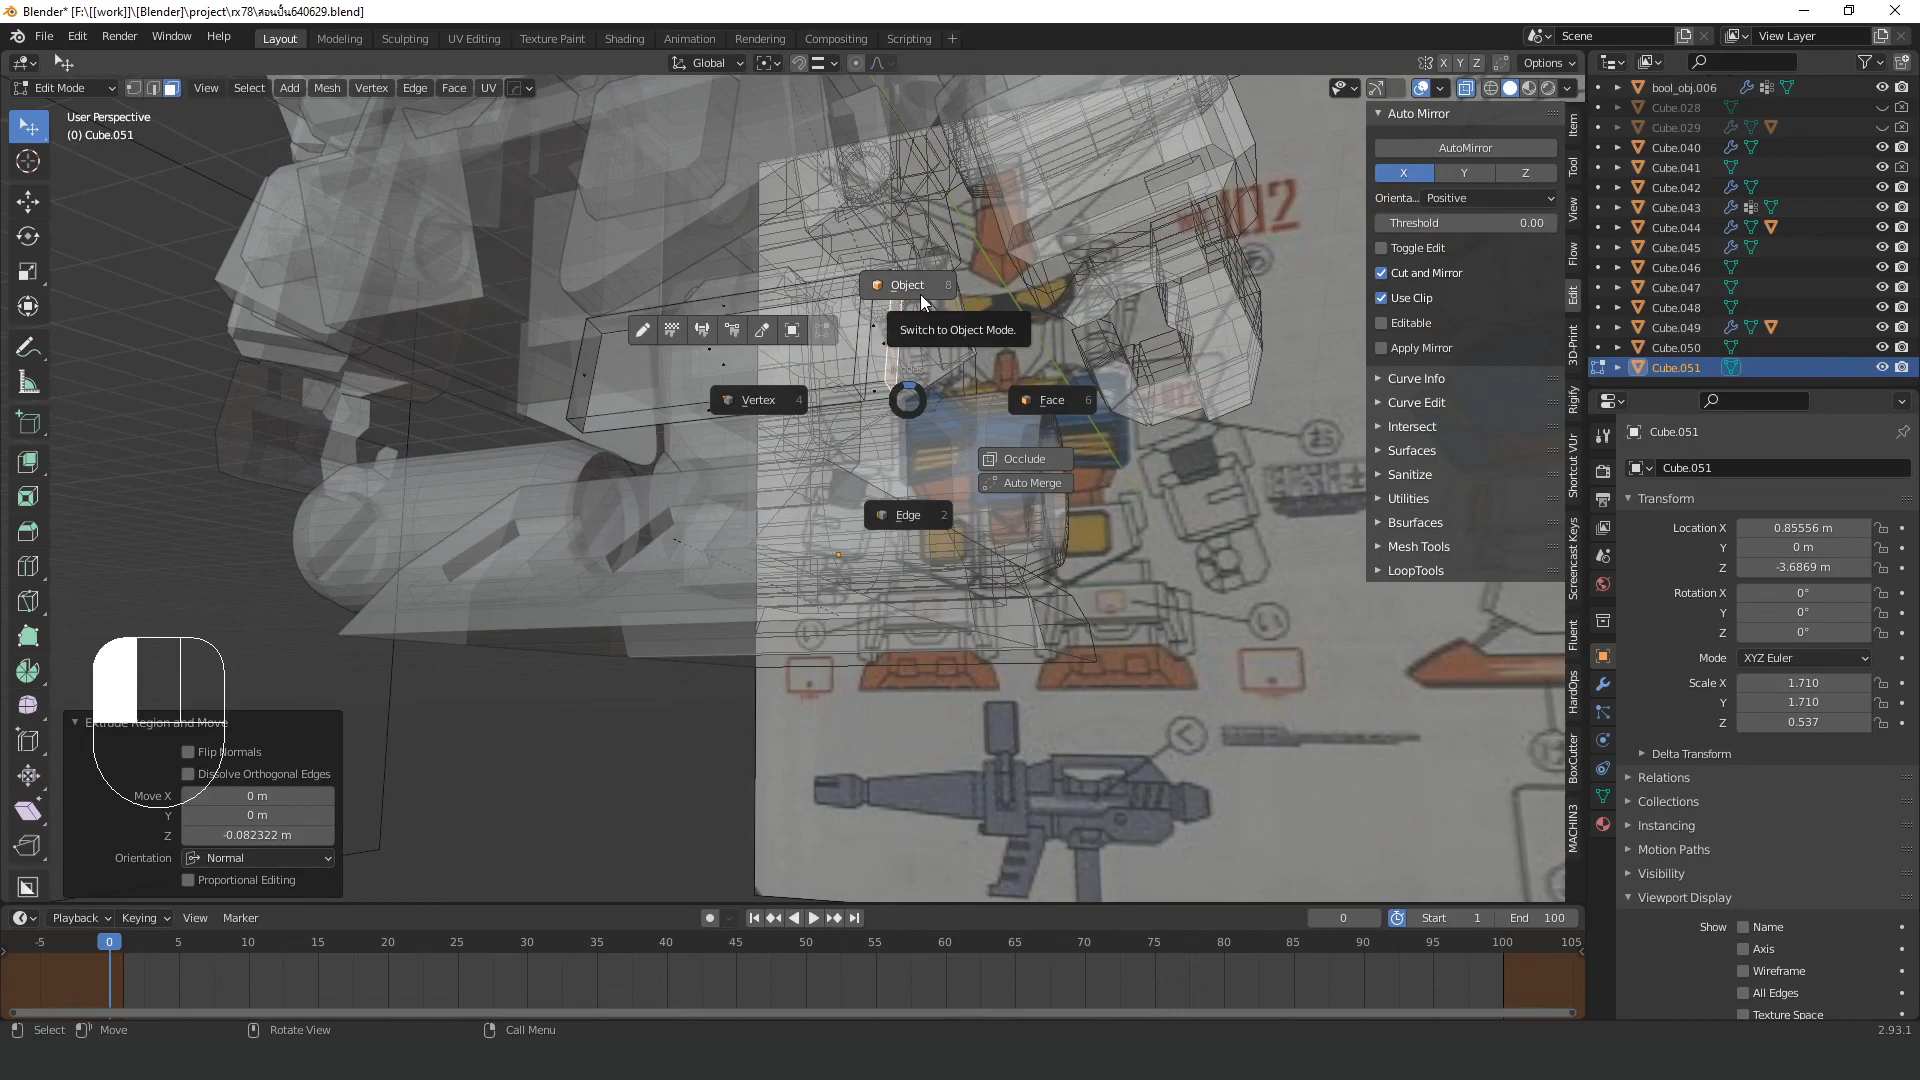 Blender* [F:\[[work]]\[Blender]\project\rx78\สอนปั้น640629.blend]
File Edit Render Window Help Layout Modeling Sculpting UV Editing Texture Paint Shading Animation Rendering Compositing Scripting + Scene View Layer
Global X Y Z Options
Edit Mode View Select Add Mesh Vertex Edge Face UV
User Perspective
(0) Cube.051
Object 8
Switch to Object Mode.
Vertex 4
Face 6
Occlude
Auto Merge
Edge 2
Auto Mirror
AutoMirror
X Y Z
Orienta... Positive
Threshold 0.00
Toggle Edit
Cut and Mirror
Use Clip
Editable
Apply Mirror
Curve Info
Curve Edit
Intersect
Surfaces
Sanitize
Utilities
Bsurfaces
Mesh Tools
LoopTools
Item
Tool
View
Flow
Edit
3D-Print
Rigify
Shortcut VUr
Screencast Keys
Fluent
HardOps
BoxCutter
MACHIN3
bool_obj.006
Cube.028
Cube.029
Cube.040
Cube.041
Cube.042
Cube.043
Cube.044
Cube.045
Cube.046
Cube.047
Cube.048
Cube.049
Cube.050
Cube.051
Cube.051
Cube.051
Transform
Location X 0.85556 m
Y 0 m
Z -3.6869 m
Rotation X 0°
Y 0°
Z 0°
Mode XYZ Euler
Scale X 1.710
Y 1.710
Z 0.537
Delta Transform
Relations
Collections
Instancing
Motion Paths
Visibility
Viewport Display
Show Name
Axis
Wireframe
All Edges
Texture Space
Extrude Region and Move
Flip Normals
Dissolve Orthogonal Edges
Move X 0 m
Y 0 m
Z -0.082322 m
Orientation Normal
Proportional Editing
Playback Keying View Marker 0 Start 1 End 100
-5 0 5 10 15 20 25 30 35 40 45 50 55 60 65 70 75 80 85 90 95 100 105
Select Move Rotate View Call Menu 2.93.1